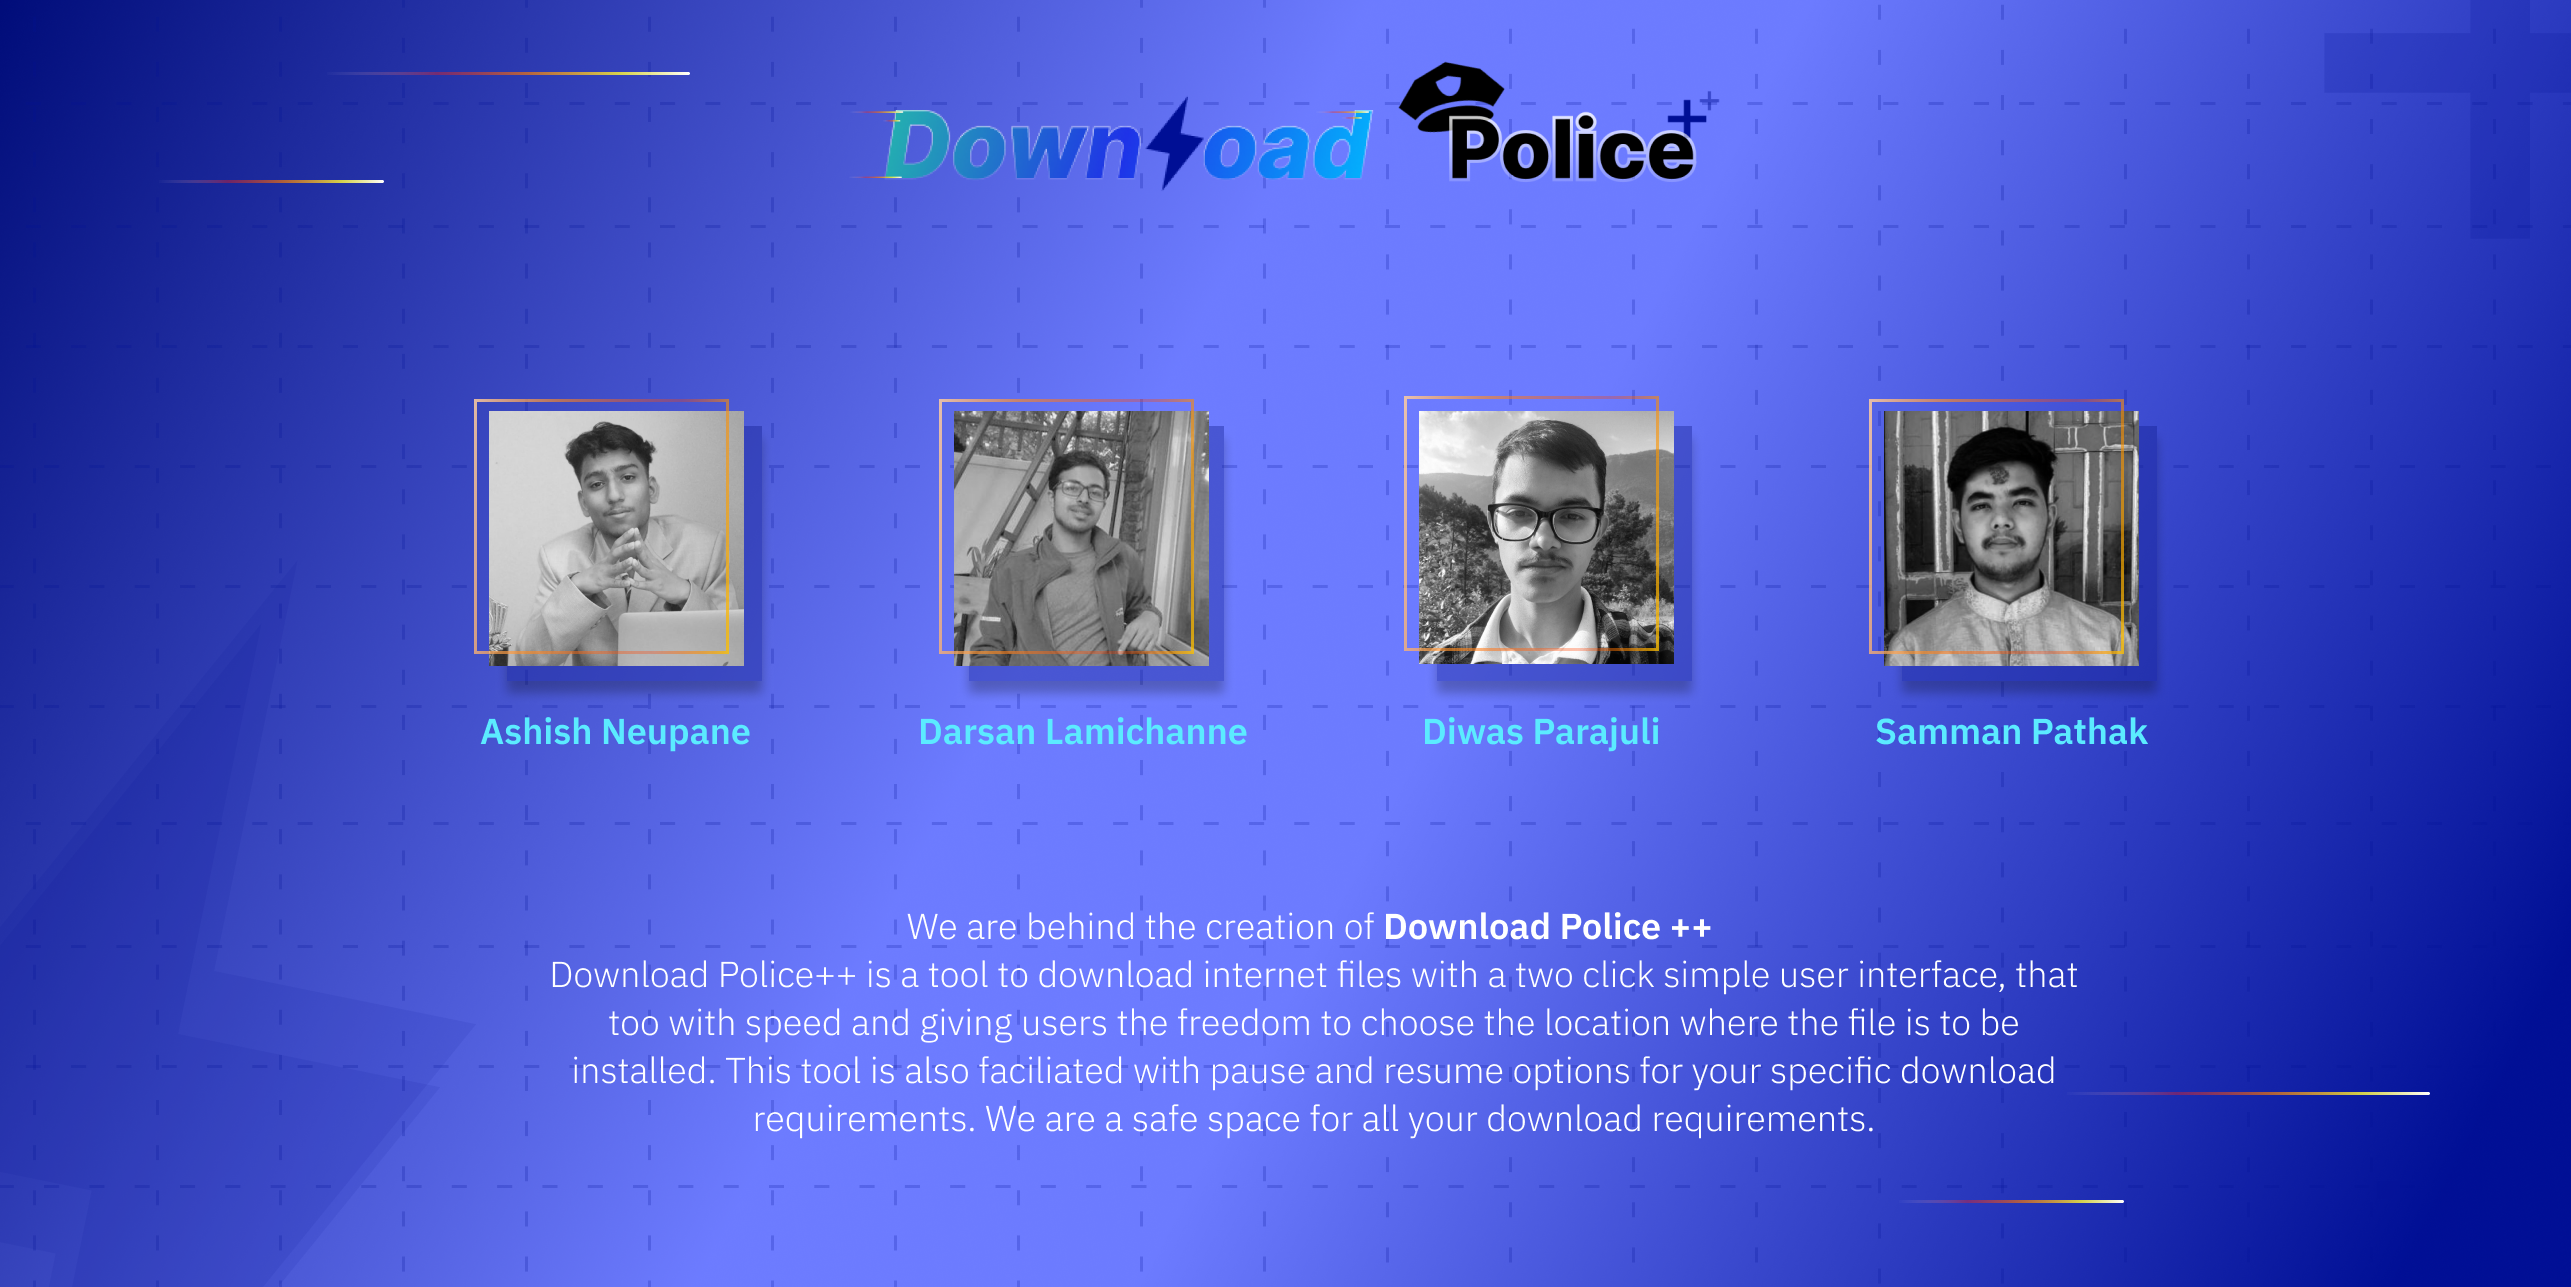 Download Police++
Ashish Neupane
Darsan Lamichanne
Diwas Parajuli
Samman Pathak
We are behind the creation of Download Police ++
Download Police++ is a tool to download internet files with a two click simple user interface, that
too with speed and giving users the freedom to choose the location where the file is to be
installed. This tool is also faciliated with pause and resume options for your specific download
requirements. We are a safe space for all your download requirements.